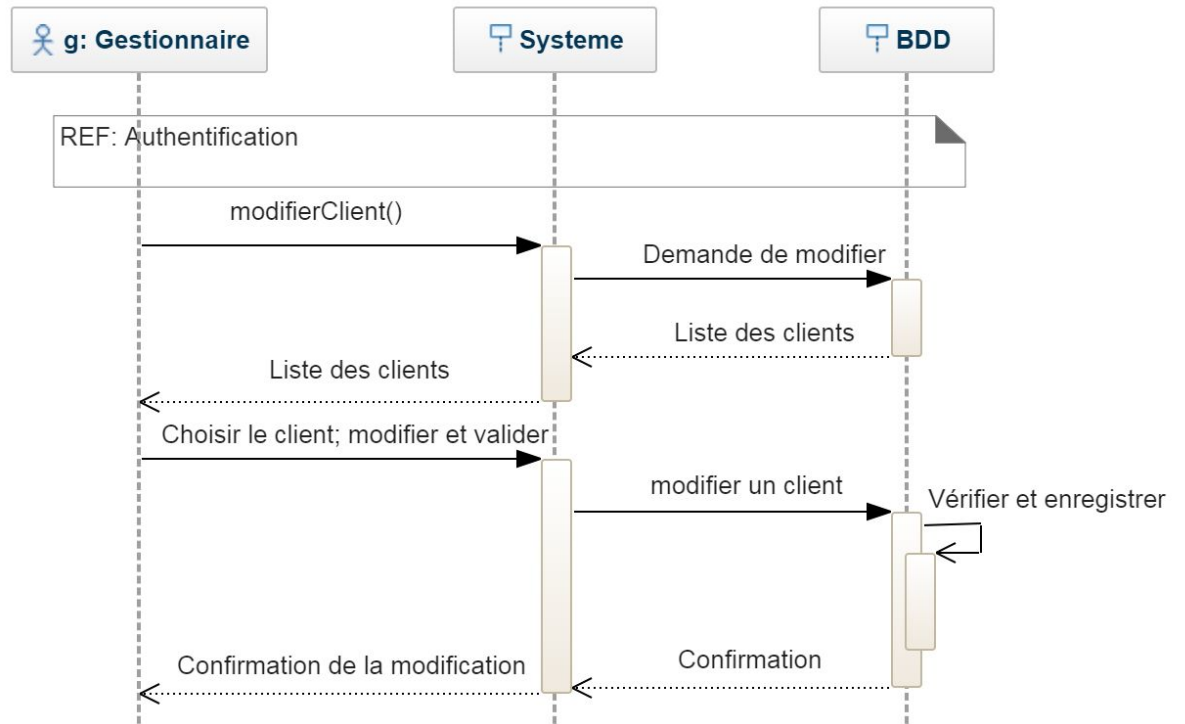 g: Gestionnaire
Systeme
BDD
REF: Authentification
modifierClient()
Demande de modifier
Liste des clients
Liste des clients
Choisir le client; modifier et valider
modifier un client
Vérifier et enregistrer
Confirmation
Confirmation de la modification